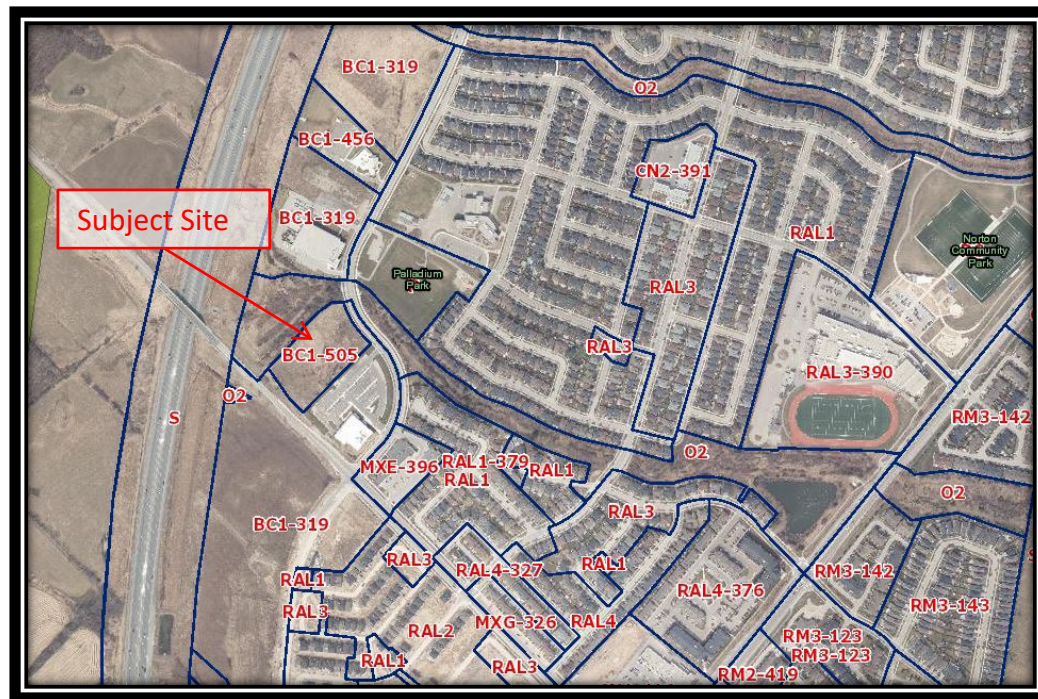 BC1-319
O2
BC1-456
CN2-391
Subject Site
BC1-319
RAL1
Norton
Community
Park
Palladium
Park
RAL3
RAL3
BC1-505
RAL3-390
O2
S
RM3-142
O2
MXE-396
RAL1-379
RAL1
RAL1
O2
RAL3
BC1-319
RAL3
RAL4-327
RAL1
RM3-142
RAL1
RAL4-376
RM3-143
RAL3
MXG-326
RAL4
RAL2
RM3-123
RM3-123
RAL1
RAL3
RM2-419